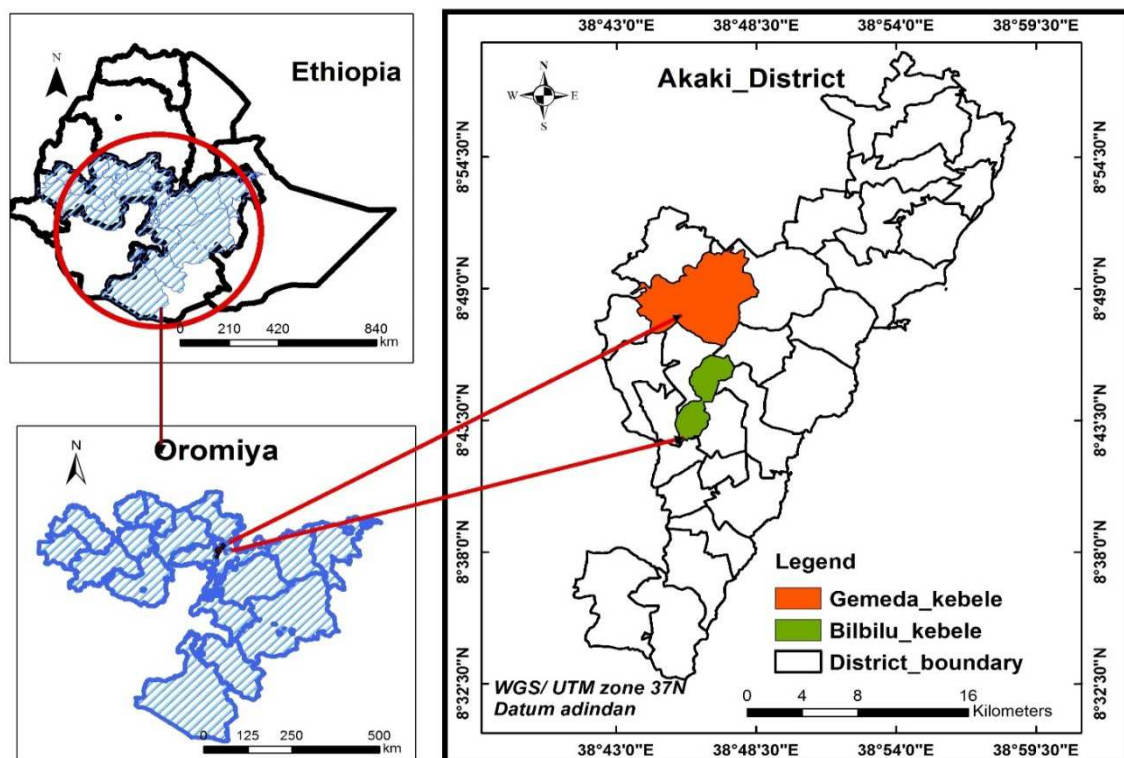 N
Ethiopia
0 210 420 840
km
N
Oromiya
0 125 250 500
km
38°43'0"E 38°48'30"E 38°54'0"E 38°59'30"E
Akaki_District
N
W E
S
8°54'30"N 8°54'30"N
8°49'0"N 8°49'0"N
8°43'30"N 8°43'30"N
8°38'0"N 8°38'0"N
8°32'30"N 8°32'30"N
Legend
Gemeda_kebele
Bilbilu_kebele
District_boundary
WGS/ UTM zone 37N
Datum adindan
0 4 8 16
Kilometers
38°43'0"E 38°48'30"E 38°54'0"E 38°59'30"E